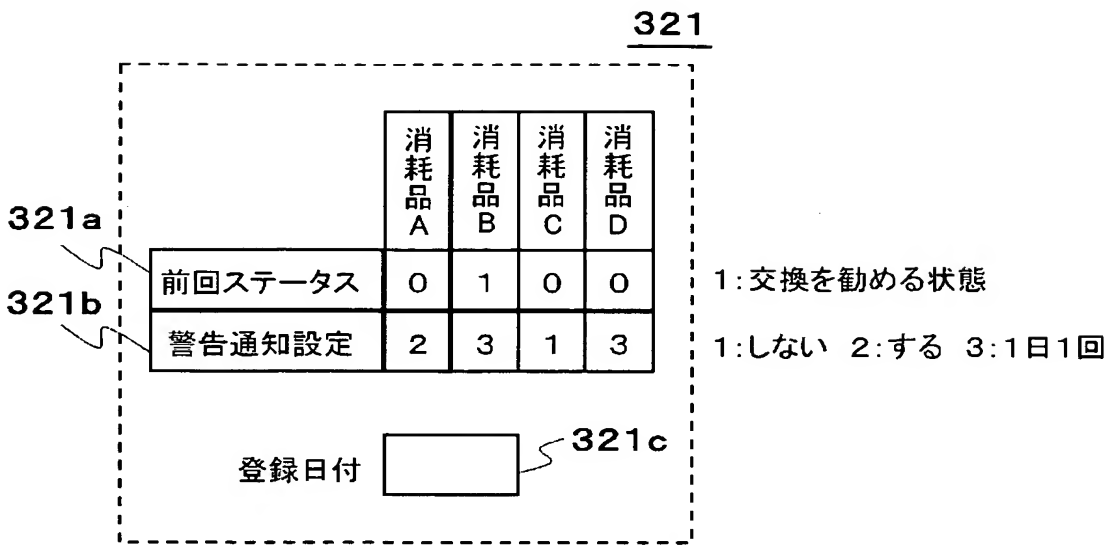 321
消耗品A 消耗品B 消耗品C 消耗品D
321a
前回ステータス 0 1 0 0 1:交換を勧める状態
321b
警告通知設定 2 3 1 3 1:しない 2:する 3:1日1回
登録日付 321c